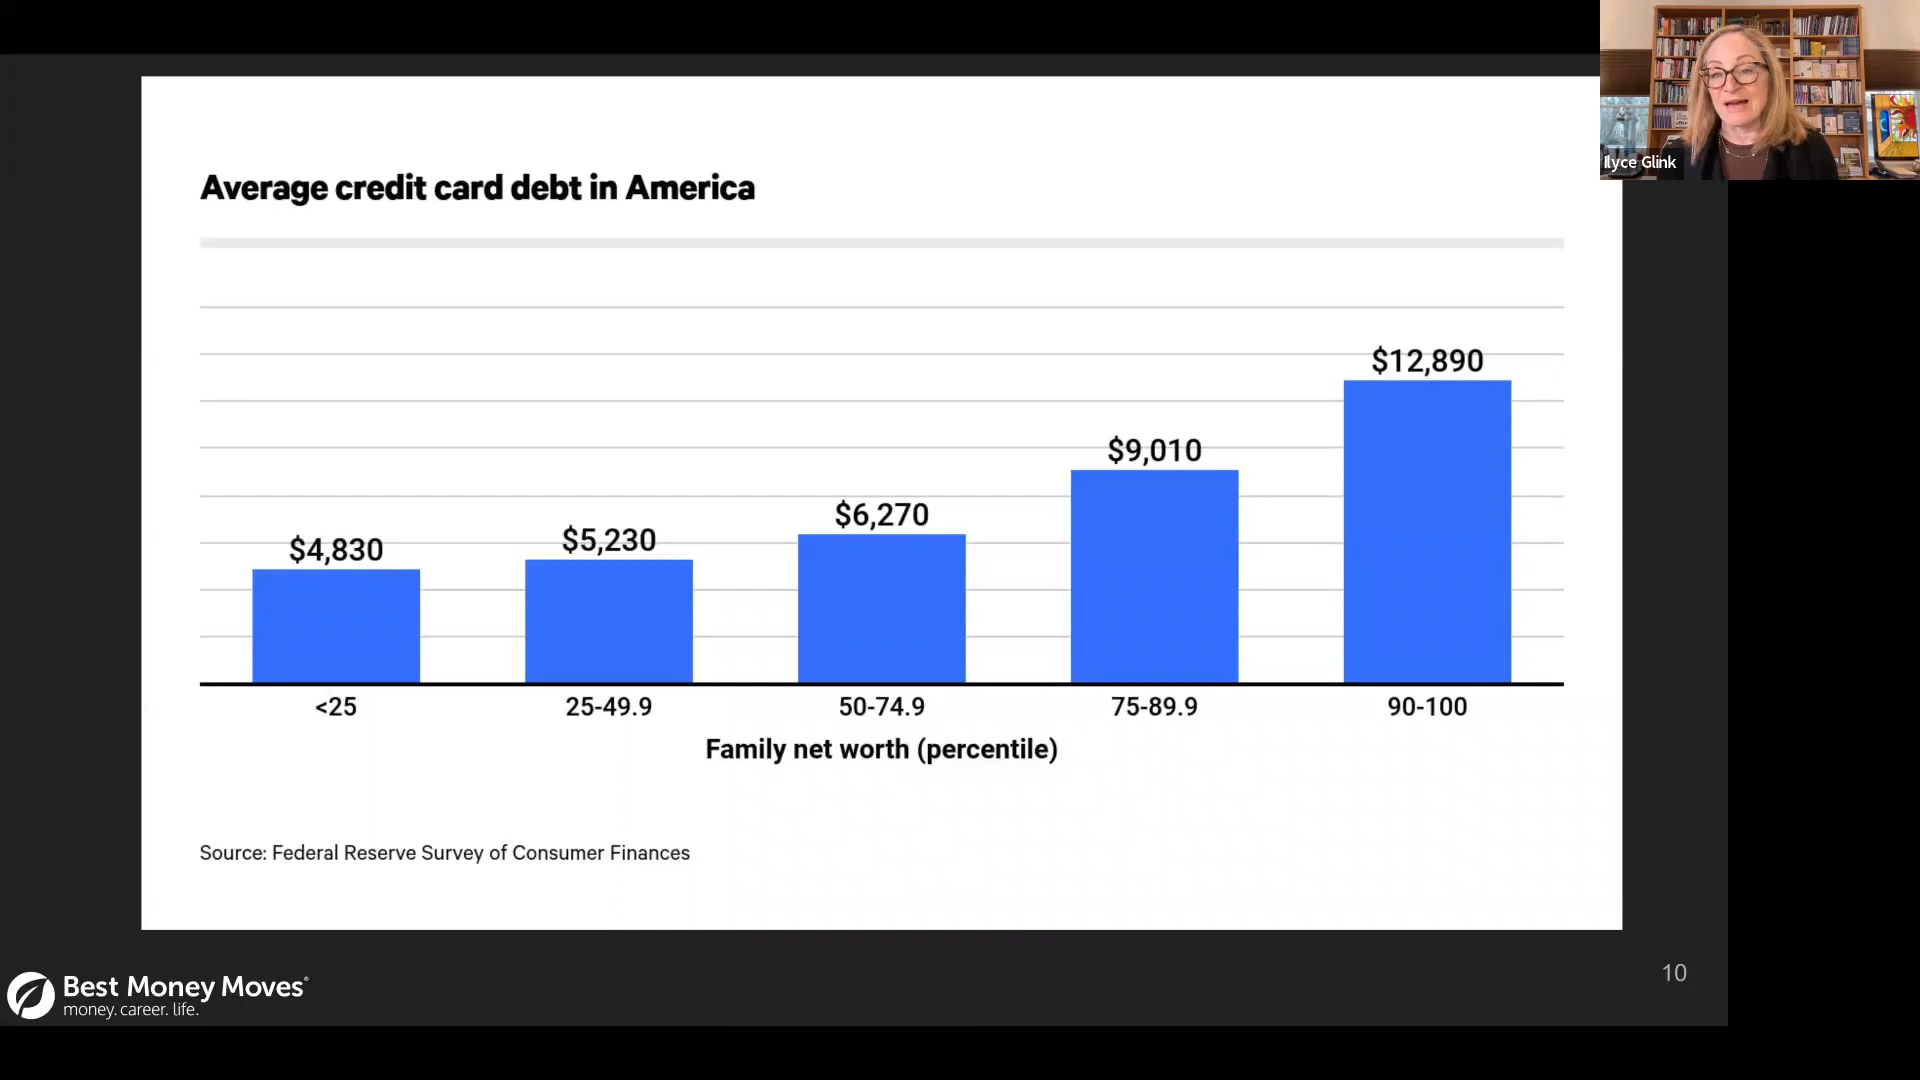 Ilyce Glink
Average credit card debt in America
$4,830
$5,230
$6,270
$9,010
$12,890
<25
25-49.9
50-74.9
75-89.9
90-100
Family net worth (percentile)
Source: Federal Reserve Survey of Consumer Finances
Best Money Moves®
money. career. life.
10